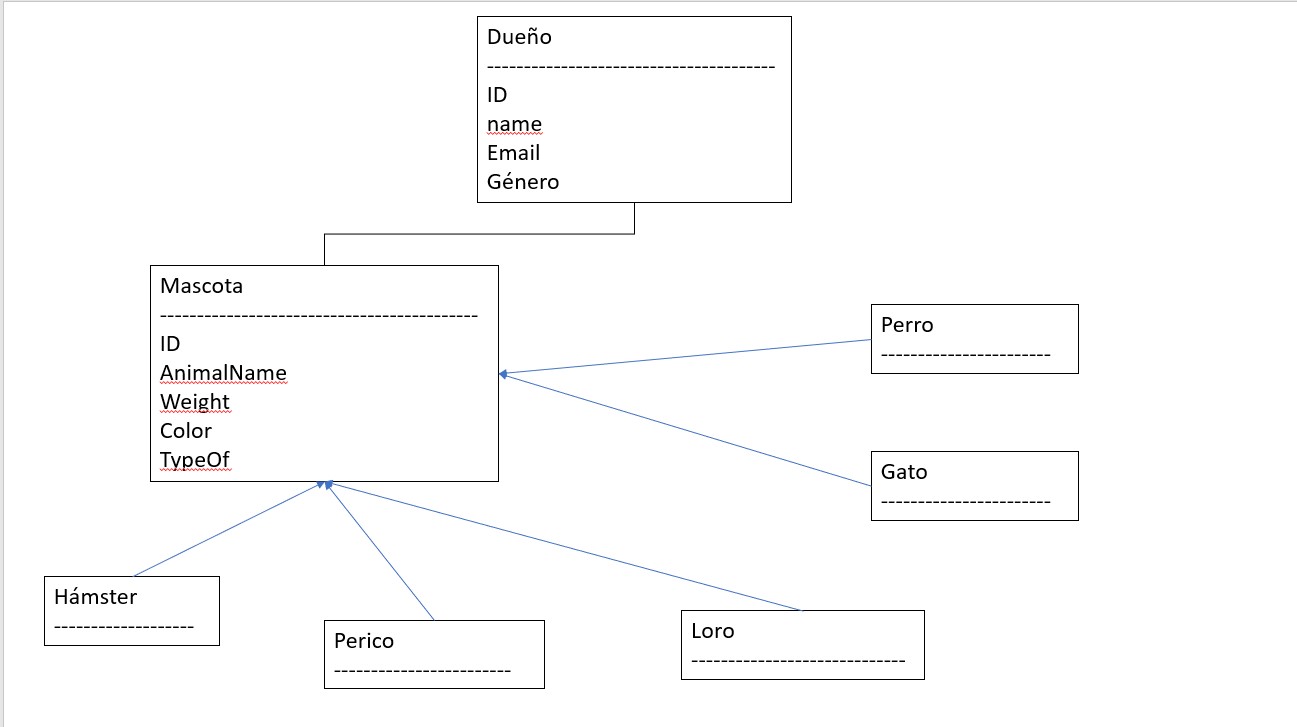 Dueño
---------------------------------------
ID
name
Email
Género
Mascota
-------------------------------------------
ID
AnimalName
Weight
Color
TypeOf
Perro
-----------------------
Gato
-----------------------
Hámster
-------------------
Perico
------------------------
Loro
-----------------------------